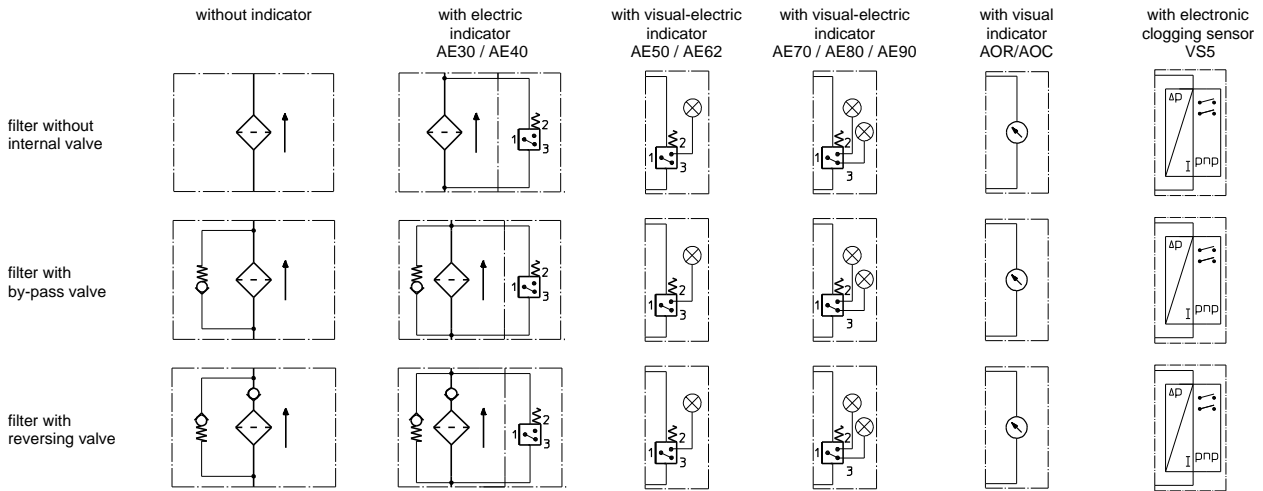 without indicator
with electric
indicator
AE30 / AE40
with visual-electric
indicator
AE50 / AE62
with visual-electric
indicator
AE70 / AE80 / AE90
with visual
indicator
AOR/AOC
with electronic
clogging sensor
VS5
filter without
internal valve
1 2 3
1 2 3
1 2 3
Δp
I pnp
filter with
by-pass valve
1 2 3
1 2 3
1 2 3
Δp
I pnp
filter with
reversing valve
1 2 3
1 2 3
1 2 3
Δp
I pnp